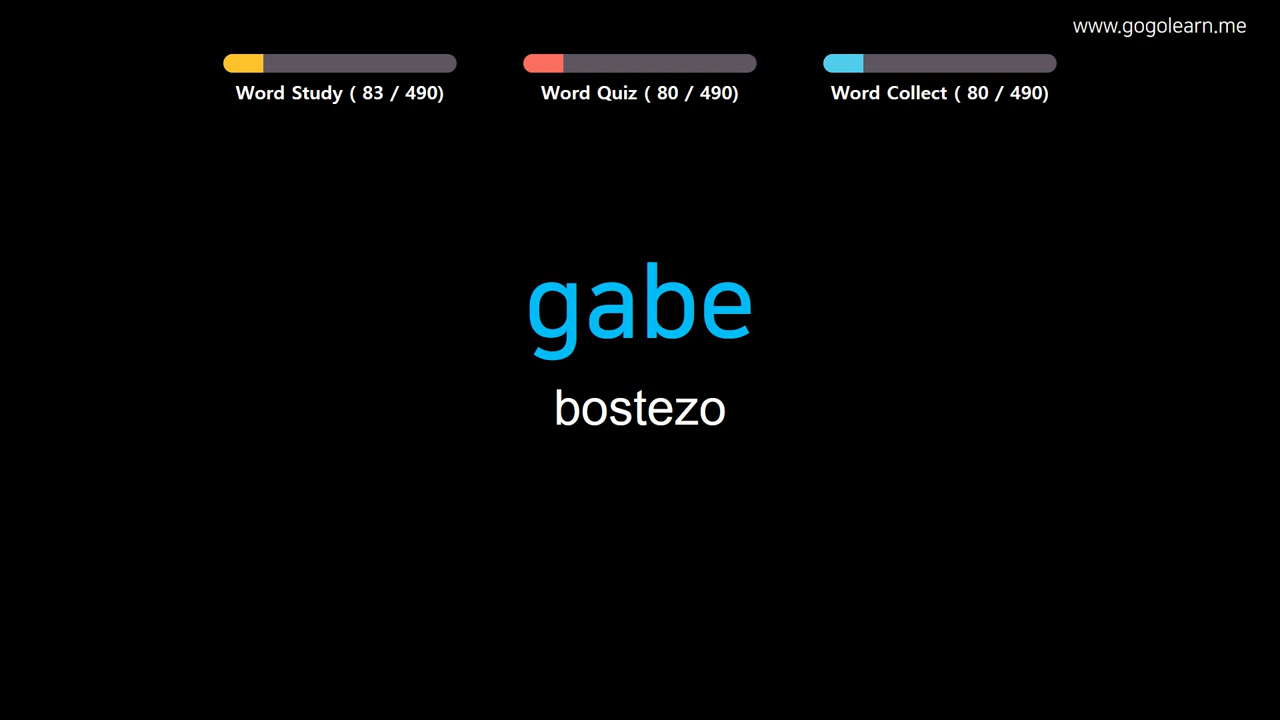 www.gogolearn.me
Word Study ( 83 / 490)
Word Quiz ( 80 / 490)
Word Collect ( 80 / 490)
gabe
bostezo